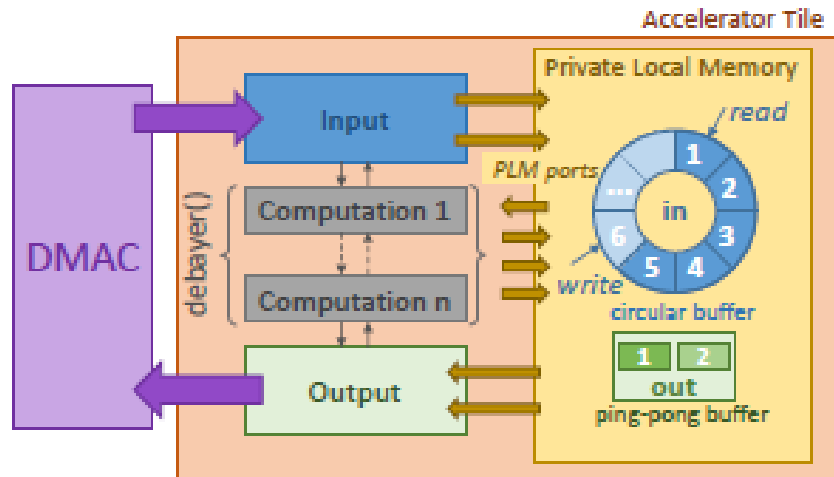 Accelerator Tile
Private Local Memory
Input
read
PLM ports
1
2
3
4
5
6
...
in
debayer()
Computation 1
DMAC
Computation n
write
circular buffer
1 2
out
Output
ping-pong buffer